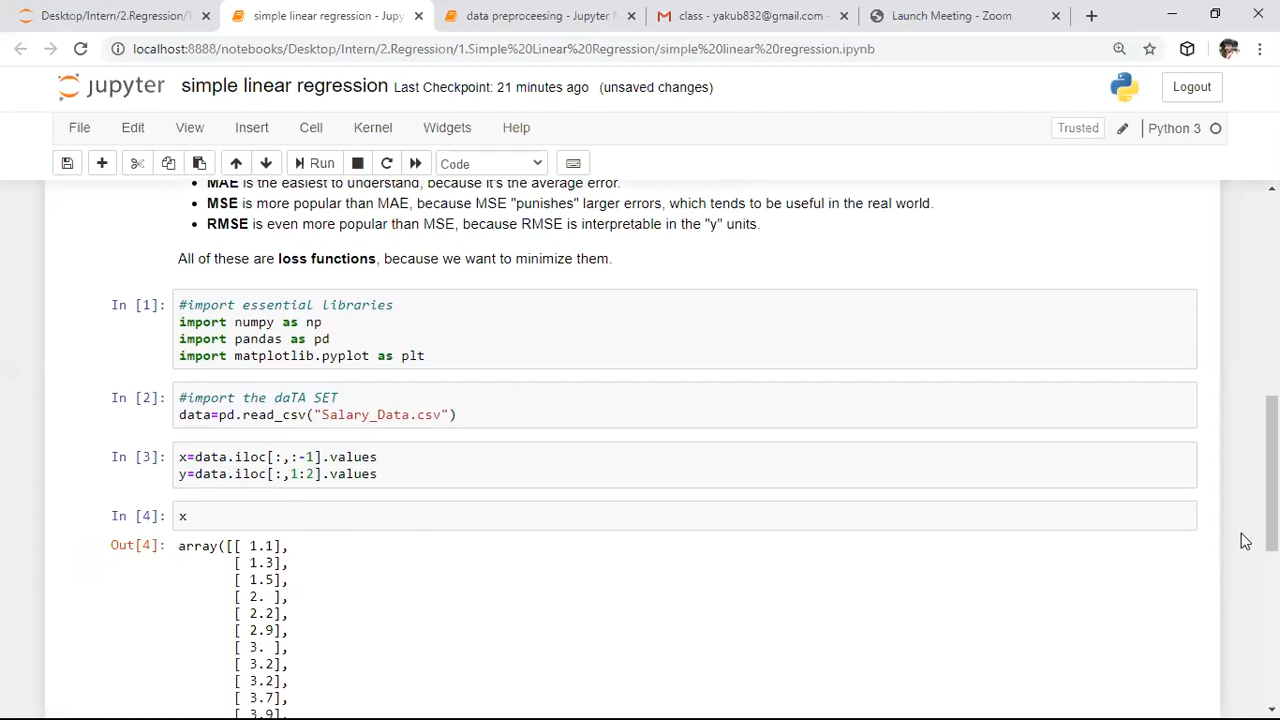 Desktop/Intern/2.Regression/1 simple linear regression - Jupy data preproceesing - Jupyter N class - yakub832@gmail.com - Launch Meeting - Zoom
localhost:8888/notebooks/Desktop/Intern/2.Regression/1.Simple%20Linear%20Regression/simple%20linear%20regression.ipynb
jupyter simple linear regression Last Checkpoint: 21 minutes ago (unsaved changes) Logout
File Edit View Insert Cell Kernel Widgets Help Trusted Python 3
Run Code
MAE is the easiest to understand, because it's the average error.
MSE is more popular than MAE, because MSE "punishes" larger errors, which tends to be useful in the real world.
RMSE is even more popular than MSE, because RMSE is interpretable in the "y" units.
All of these are loss functions, because we want to minimize them.
In [1]: #import essential libraries
import numpy as np
import pandas as pd
import matplotlib.pyplot as plt
In [2]: #import the daTA SET
data=pd.read_csv("Salary_Data.csv")
In [3]: x=data.iloc[:,:-1].values
y=data.iloc[:,1:2].values
In [4]: x
Out[4]: array([[ 1.1],
[ 1.3],
[ 1.5],
[ 2. ],
[ 2.2],
[ 2.9],
[ 3. ],
[ 3.2],
[ 3.2],
[ 3.7],
[ 3.9],